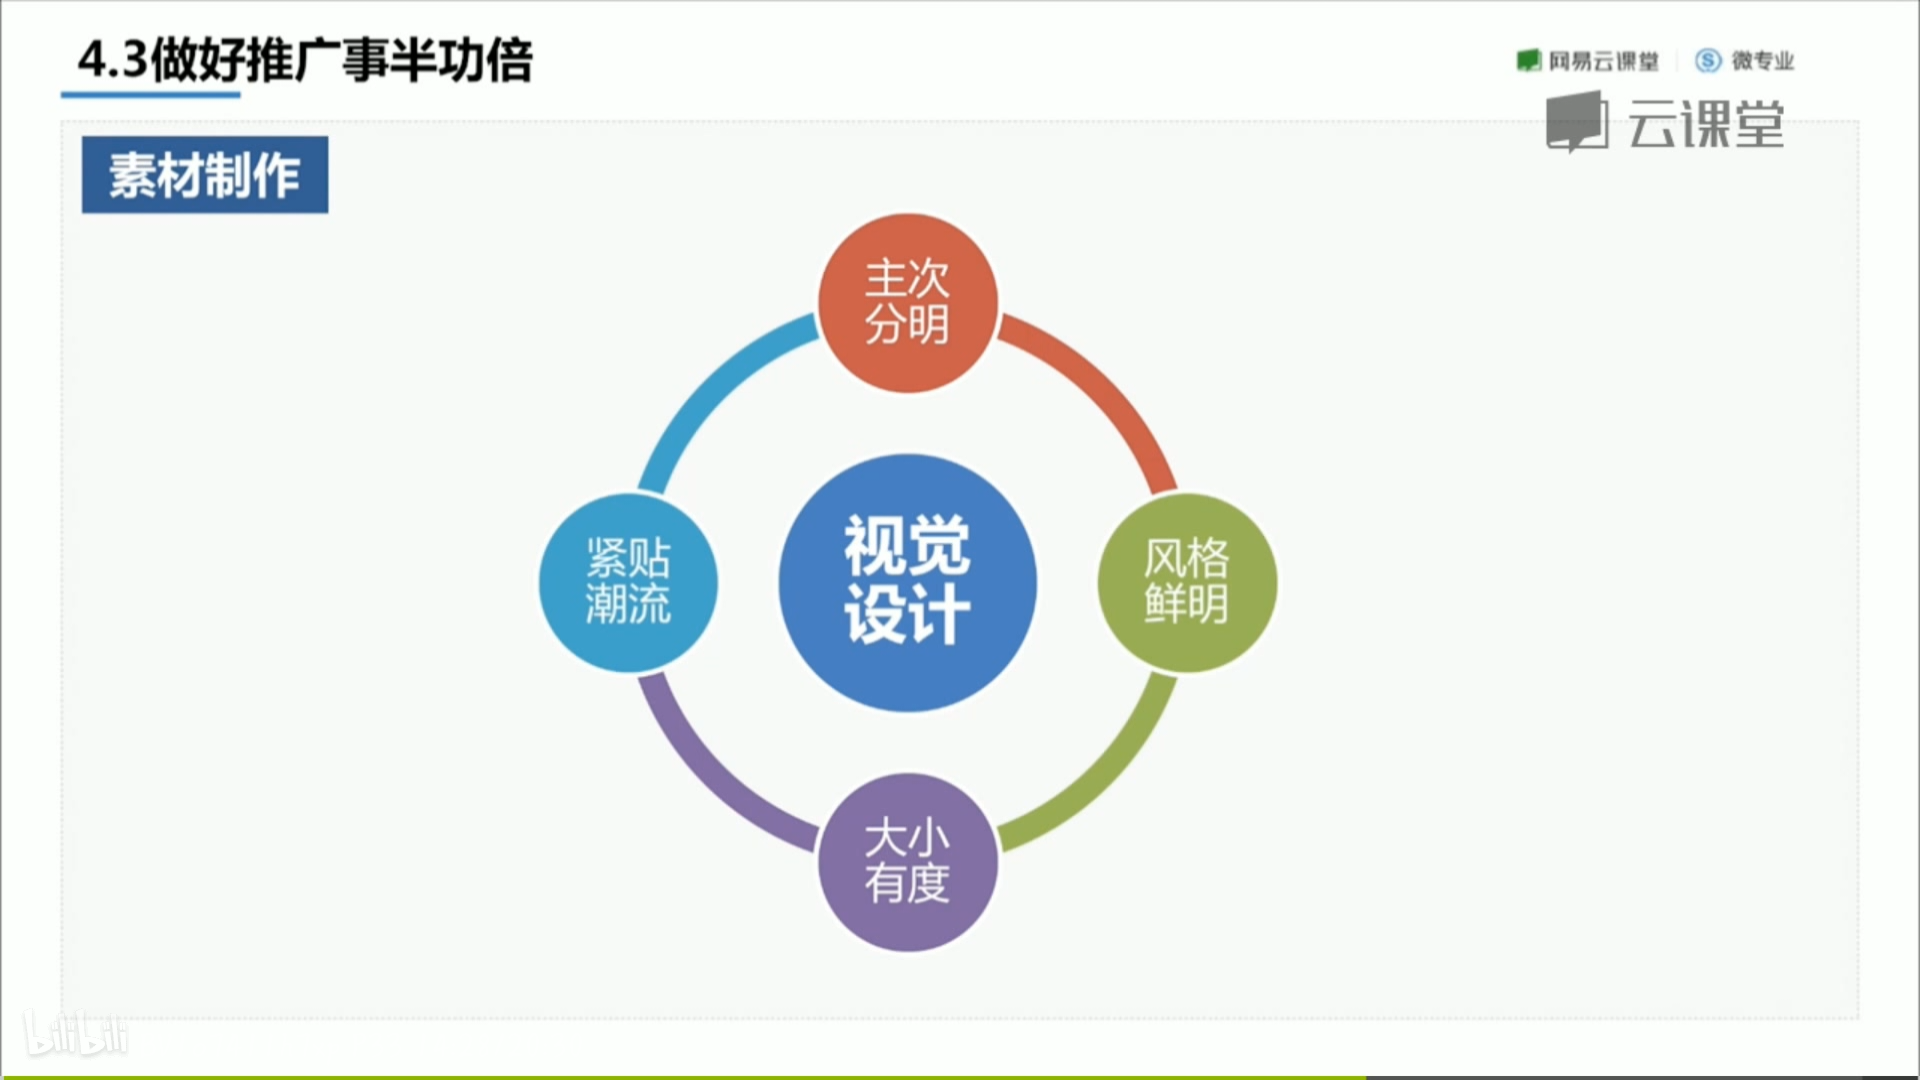 4.3做好推广事半功倍
网易云课堂
S 微专业
云课堂
素材制作
主次
分明
紧贴
潮流
视觉
设计
风格
鲜明
大小
有度
bilibili